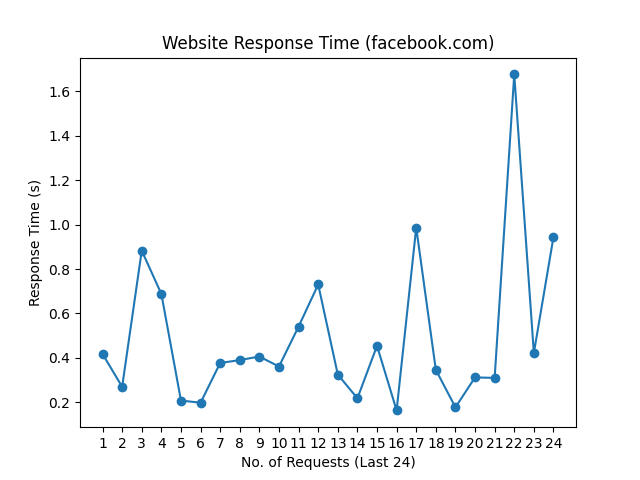 Website Response Time (facebook.com)
1.6
1.4
1.2
1.0
0.8
0.6
0.4
0.2
Response Time (s)
1 2 3 4 5 6 7 8 9 10 11 12 13 14 15 16 17 18 19 20 21 22 23 24
No. of Requests (Last 24)